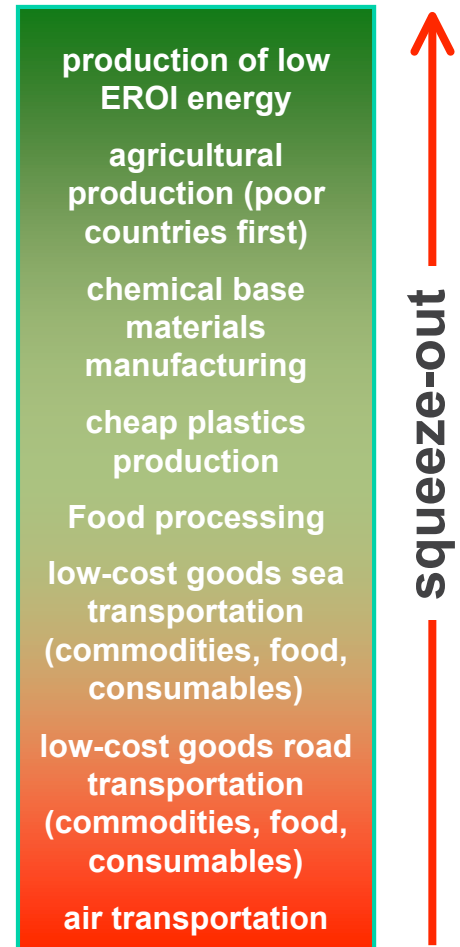 production of low
EROI energy
agricultural
production (poor
countries first)
chemical base
materials
manufacturing
cheap plastics
production
Food processing
low-cost goods sea
transportation
(commodities, food,
consumables)
low-cost goods road
transportation
(commodities, food,
consumables)
air transportation
squeeze-out